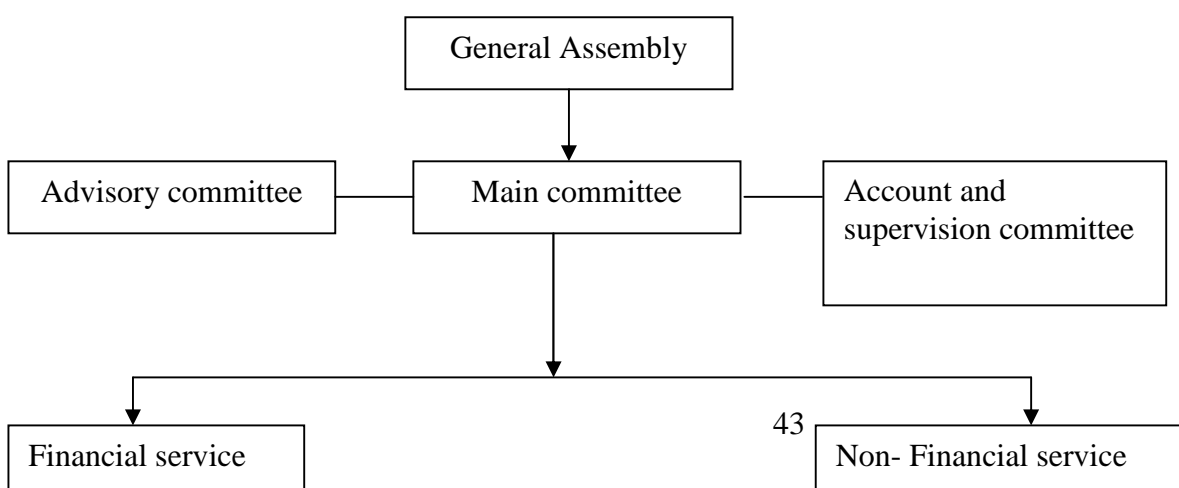 General Assembly
Advisory committee
Main committee
Account and
supervision committee
43
Financial service
Non- Financial service